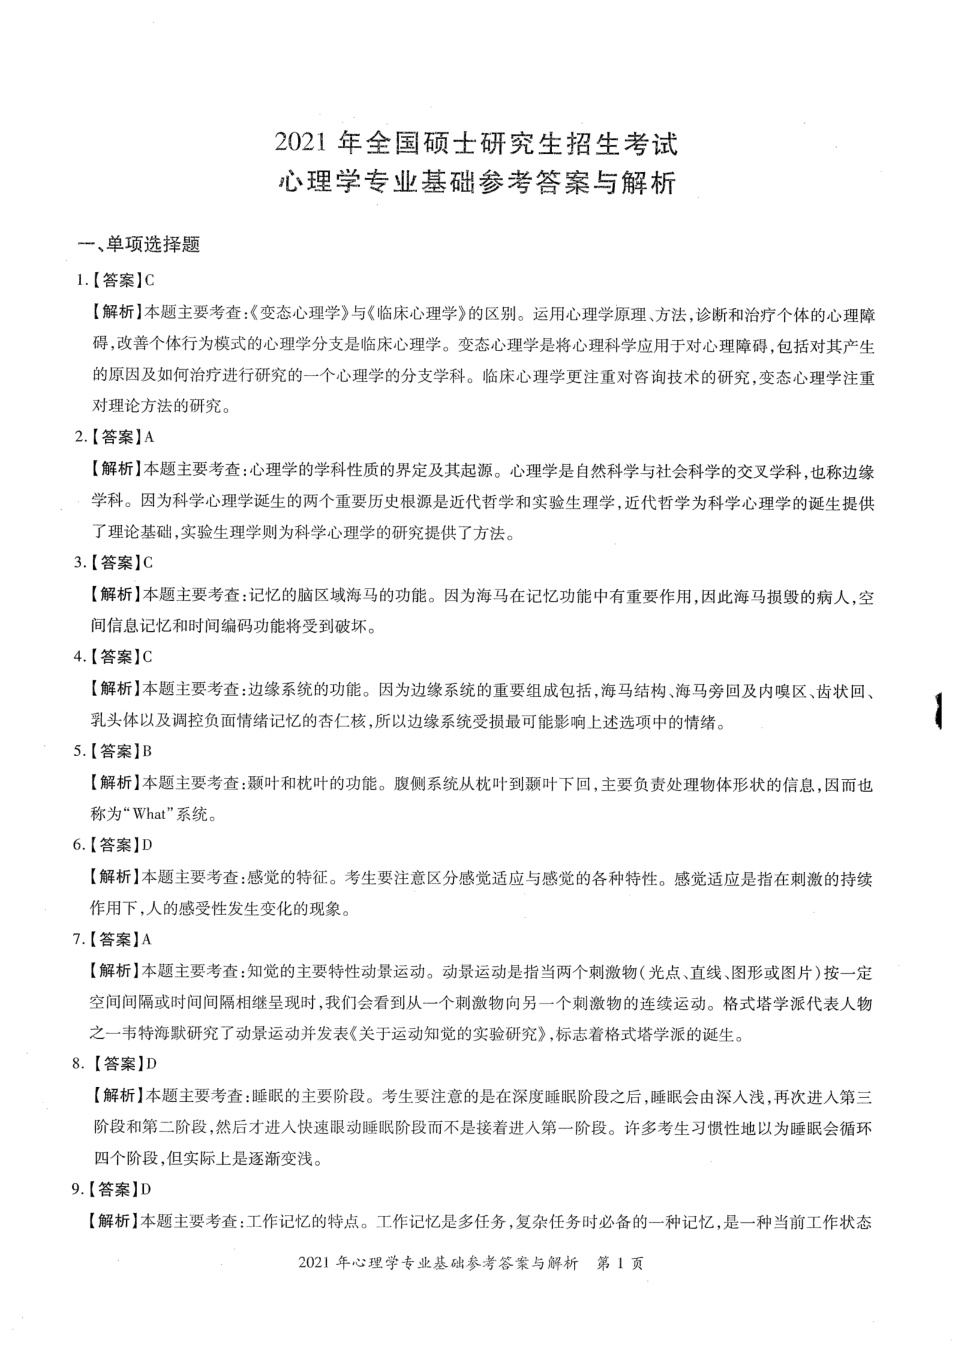 2021 年全国硕士研究生招生考试
心理学专业基础参考答案与解析
一、单项选择题
1.【答案】C
【解析】本题主要考查:《变态心理学》与《临床心理学》的区别。运用心理学原理、方法,诊断和治疗个体的心理障
碍,改善个体行为模式的心理学分支是临床心理学。变态心理学是将心理科学应用于对心理障碍,包括对其产生
的原因及如何治疗进行研究的一个心理学的分支学科。临床心理学更注重对咨询技术的研究,变态心理学注重
对理论方法的研究。
2.【答案】A
【解析】本题主要考查:心理学的学科性质的界定及其起源。心理学是自然科学与社会科学的交叉学科,也称边缘
学科。因为科学心理学诞生的两个重要历史根源是近代哲学和实验生理学,近代哲学为科学心理学的诞生提供
了理论基础,实验生理学则为科学心理学的研究提供了方法。
3.【答案】C
【解析】本题主要考查:记忆的脑区域海马的功能。因为海马在记忆功能中有重要作用,因此海马损毁的病人,空
间信息记忆和时间编码功能将受到破坏。
4.【答案】C
【解析】本题主要考查:边缘系统的功能。因为边缘系统的重要组成包括,海马结构、海马旁回及内嗅区、齿状回、
乳头体以及调控负面情绪记忆的杏仁核,所以边缘系统受损最可能影响上述选项中的情绪。
5.【答案】B
【解析】本题主要考查:颞叶和枕叶的功能。腹侧系统从枕叶到颞叶下回,主要负责处理物体形状的信息,因而也
称为“What”系统。
6.【答案】D
【解析】本题主要考查:感觉的特征。考生要注意区分感觉适应与感觉的各种特性。感觉适应是指在刺激的持续
作用下,人的感受性发生变化的现象。
7.【答案】A
【解析】本题主要考查:知觉的主要特性动景运动。动景运动是指当两个刺激物(光点、直线、图形或图片)按一定
空间间隔或时间间隔相继呈现时,我们会看到从一个刺激物向另一个刺激物的连续运动。格式塔学派代表人物
之一韦特海默研究了动景运动并发表《关于运动知觉的实验研究》,标志着格式塔学派的诞生。
8. 【答案】D
【解析】本题主要考查:睡眠的主要阶段。考生要注意的是在深度睡眠阶段之后,睡眠会由深入浅,再次进入第三
阶段和第二阶段,然后才进入快速眼动睡眠阶段而不是接着进入第一阶段。许多考生习惯性地以为睡眠会循环
四个阶段,但实际上是逐渐变浅。
9.【答案】D
【解析】本题主要考查:工作记忆的特点。工作记忆是多任务,复杂任务时必备的一种记忆,是一种当前工作状态
2021 年心理学专业基础参考答案与解析 第 1 页